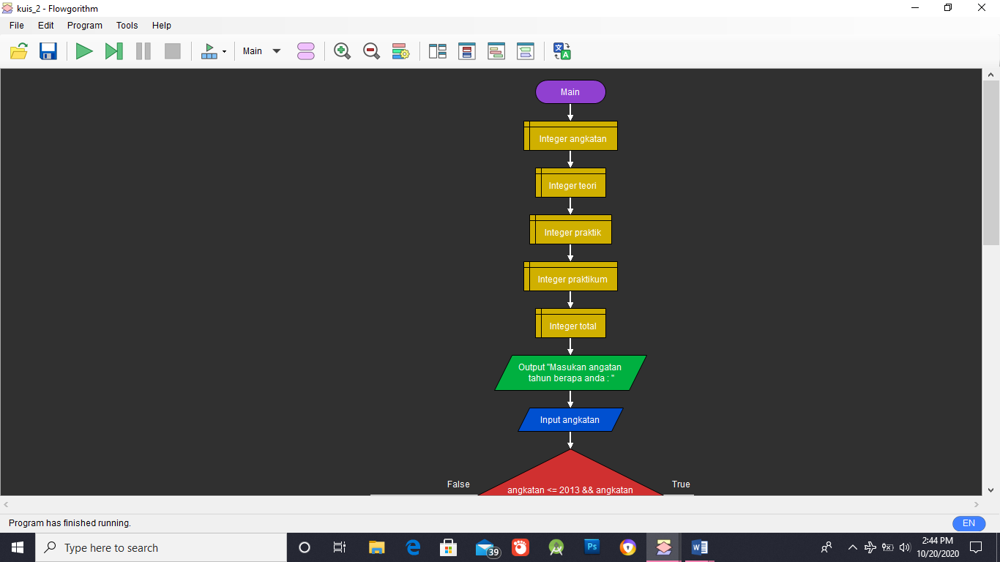 kuis_2 - Flowgorithm
File Edit Program Tools Help
Main
Main
Integer angkatan
Integer teori
Integer praktik
Integer praktikum
Integer total
Output "Masukan angatan
tahun berapa anda : "
Input angkatan
False
True
angkatan <= 2013 && angkatan
Program has finished running.
EN
Type here to search
39
Ps
2:44 PM
10/20/2020